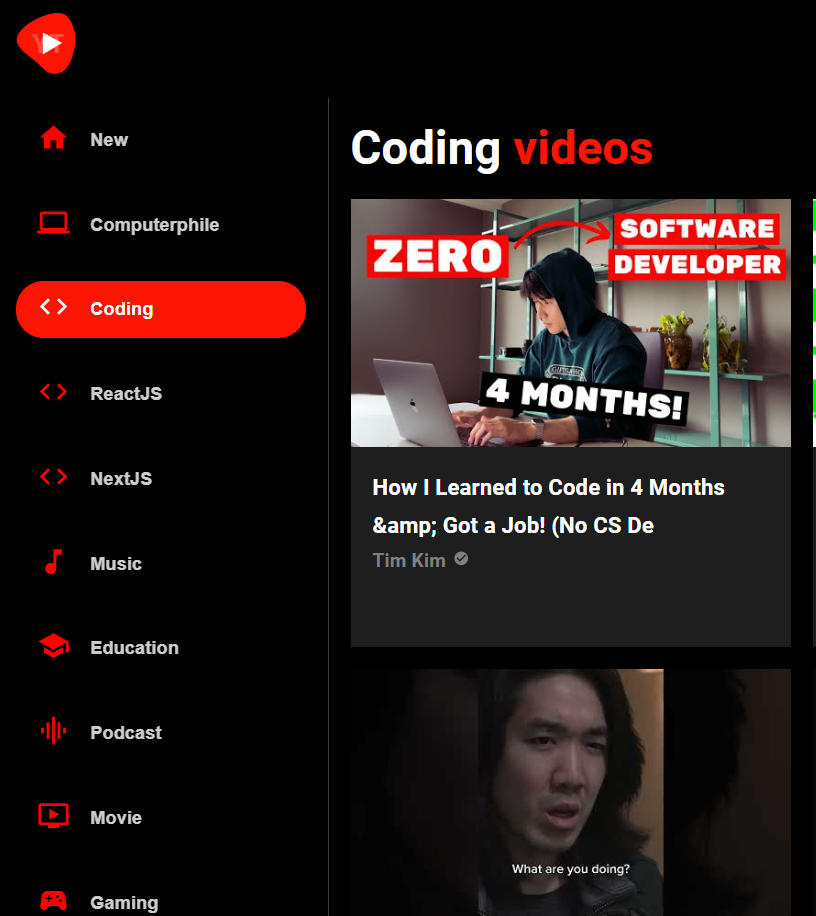 YT
New
Computerphile
Coding
ReactJS
NextJS
Music
Education
Podcast
Movie
Gaming
Coding videos
ZERO
SOFTWARE
DEVELOPER
4 MONTHS!
How I Learned to Code in 4 Months
&amp; Got a Job! (No CS De
Tim Kim
What are you doing?